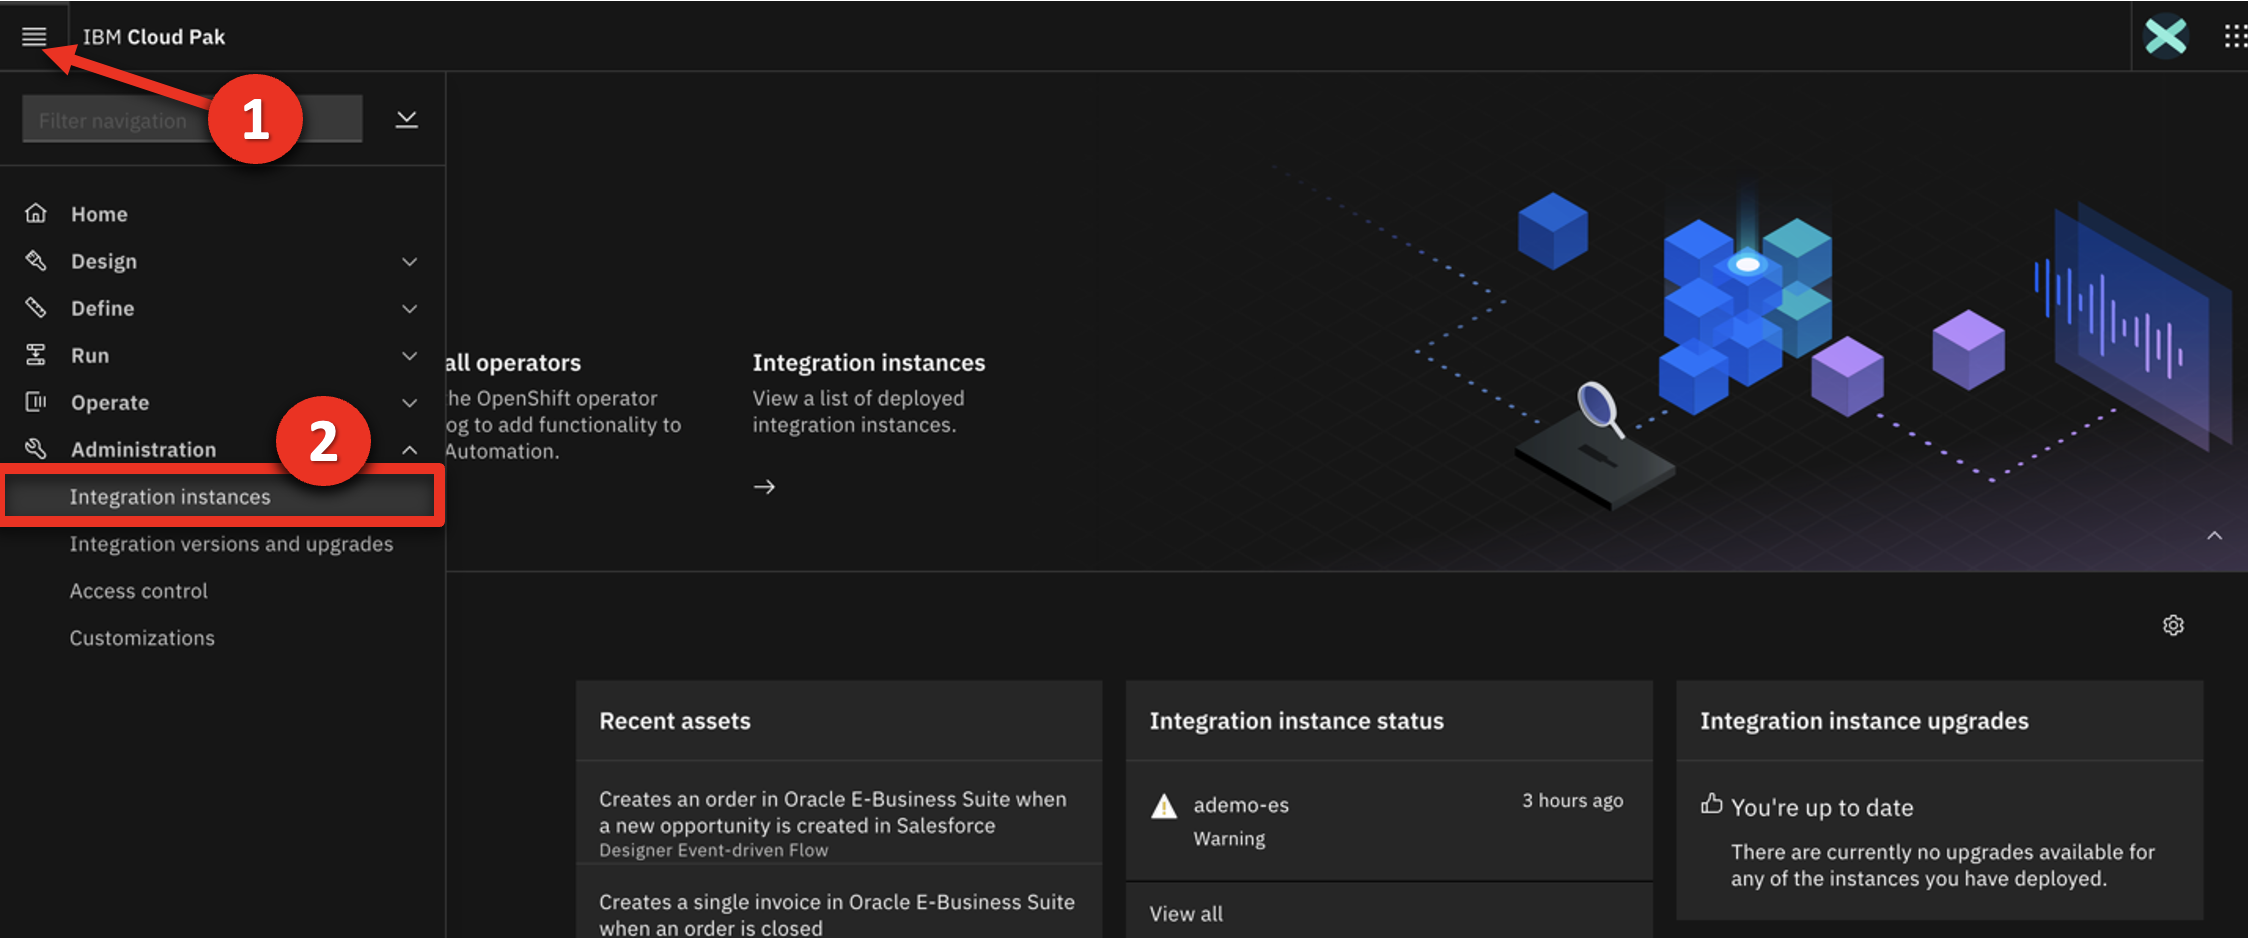 IBM Cloud Pak
1
Filter navigation
Home
Design
Define
Run
Operate
2
Administration
Integration instances
Integration versions and upgrades
Access control
Customizations
all operators
he OpenShift operator
og to add functionality to
Automation.
Integration instances
View a list of deployed
integration instances.
Recent assets
Creates an order in Oracle E-Business Suite when
a new opportunity is created in Salesforce
Designer Event-driven Flow
Creates a single invoice in Oracle E-Business Suite
when an order is closed
Integration instance status
ademo-es
3 hours ago
Warning
View all
Integration instance upgrades
You're up to date
There are currently no upgrades available for
any of the instances you have deployed.